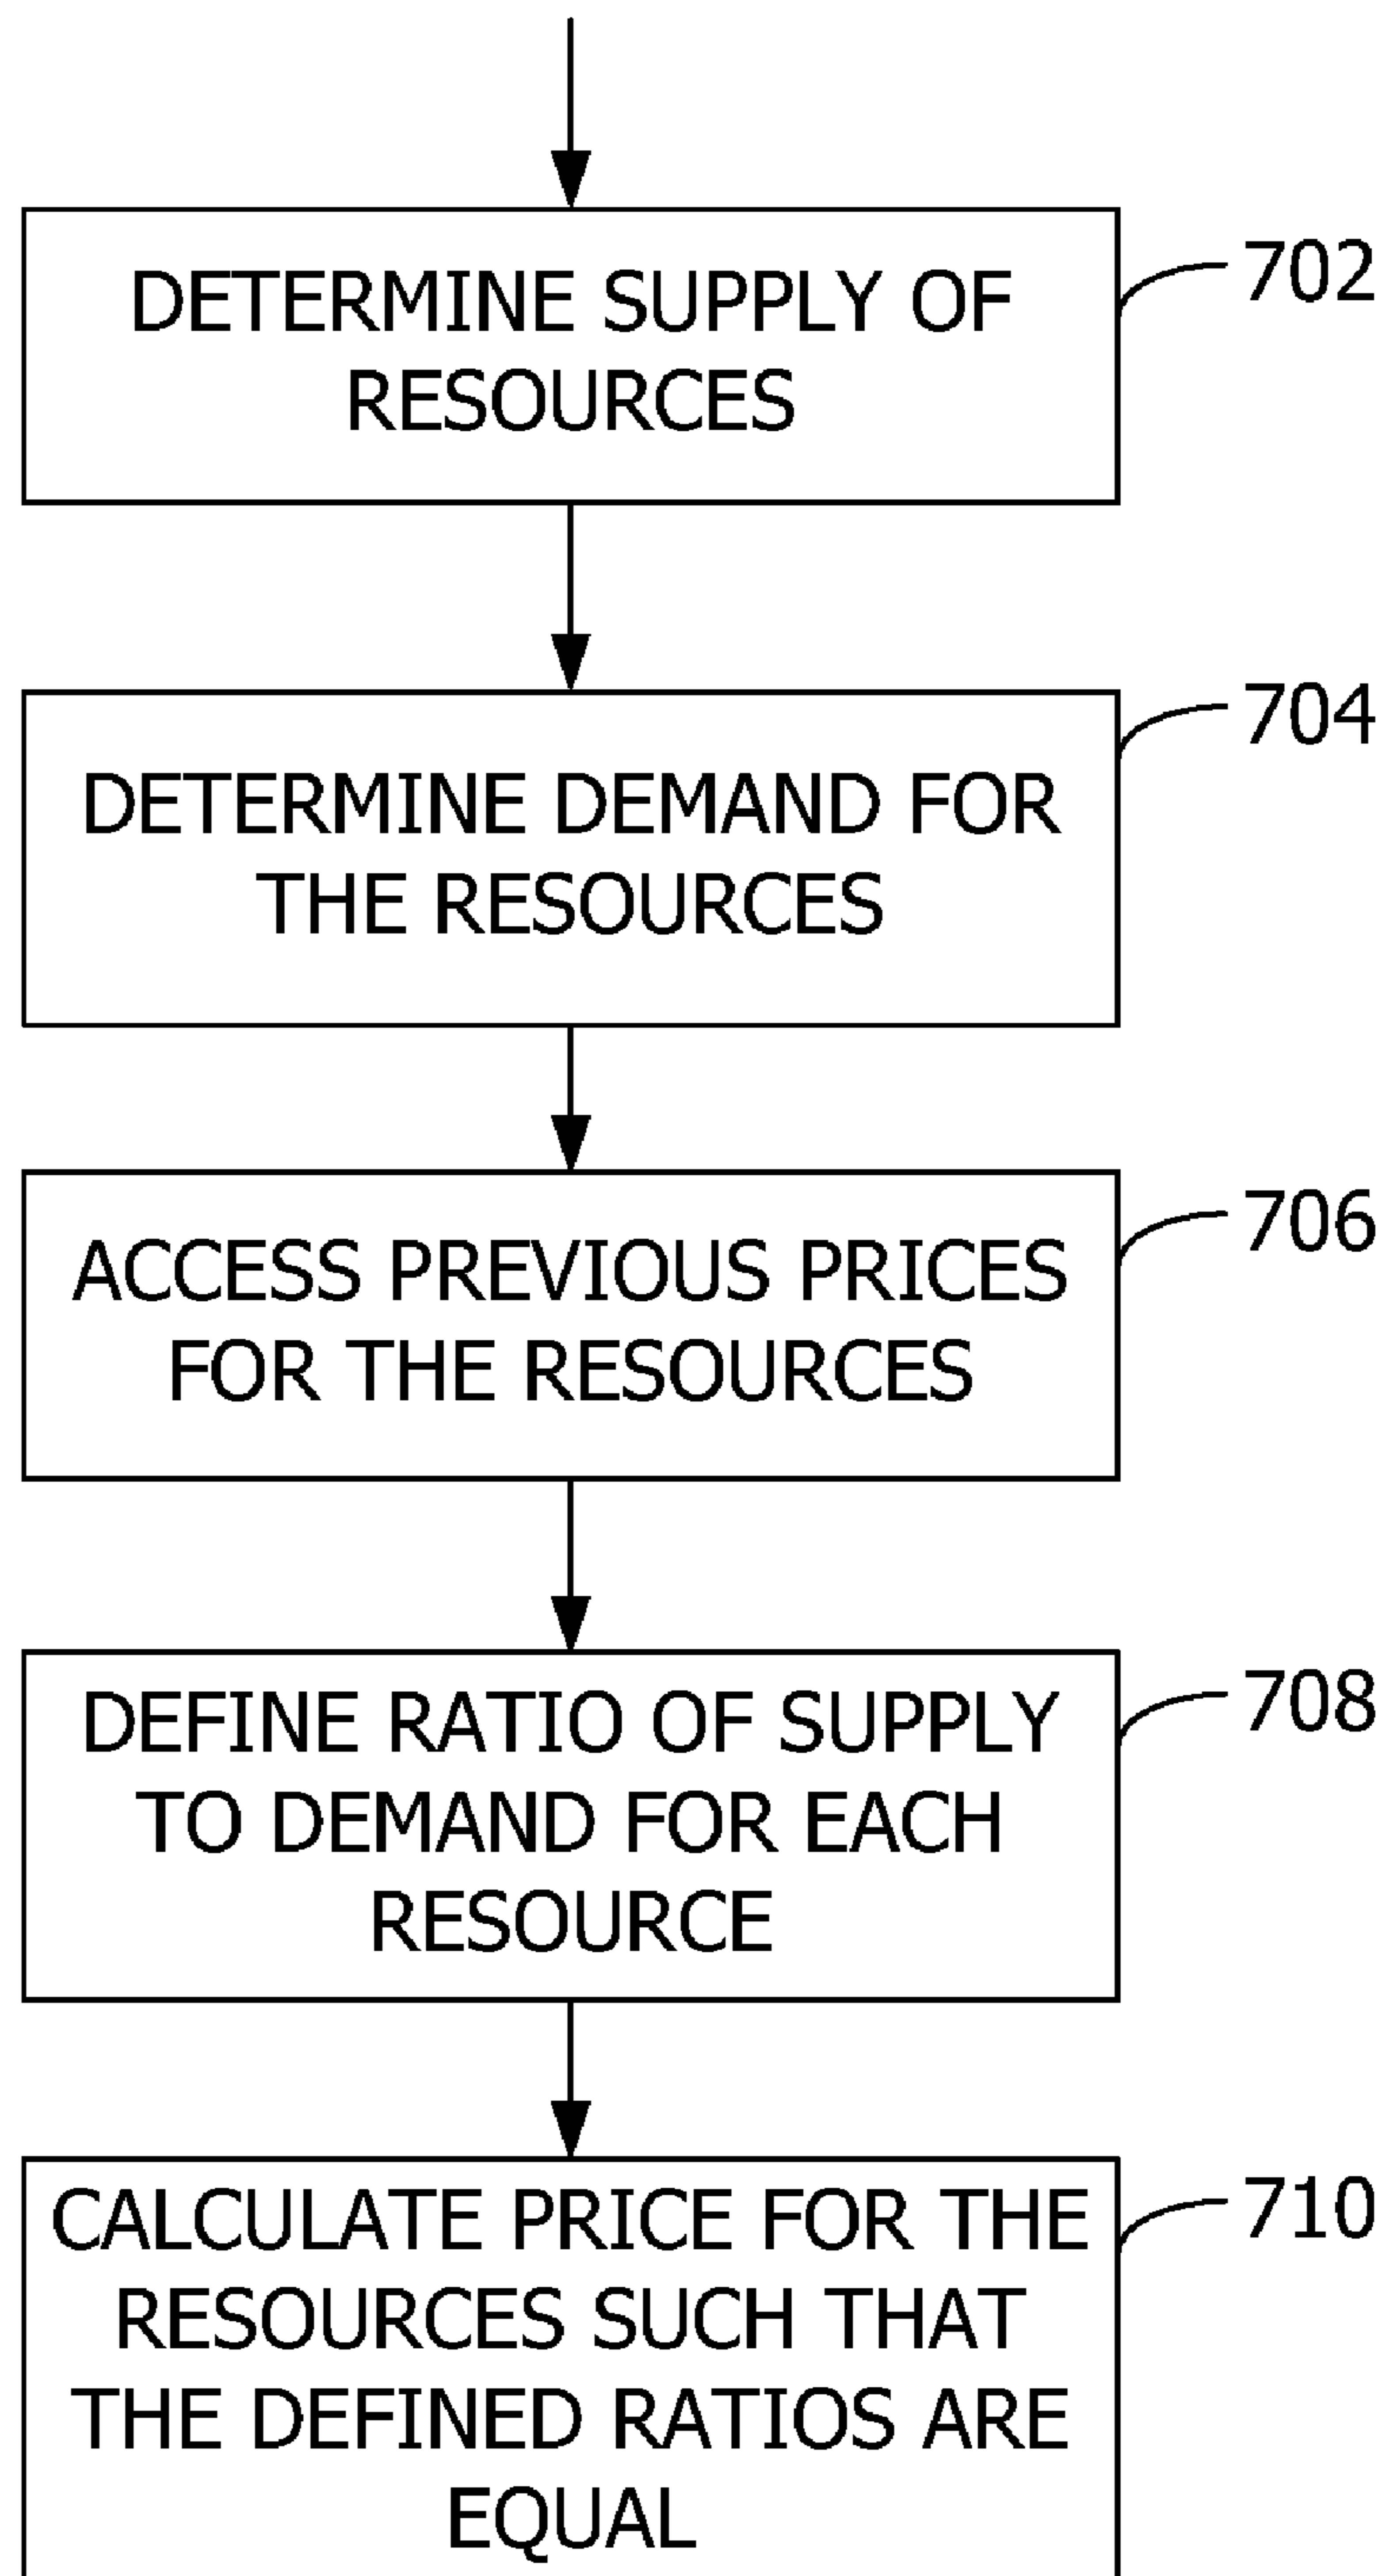 DETERMINE SUPPLY OF
RESOURCES
702
DETERMINE DEMAND FOR
THE RESOURCES
704
ACCESS PREVIOUS PRICES
FOR THE RESOURCES
706
DEFINE RATIO OF SUPPLY
TO DEMAND FOR EACH
RESOURCE
708
CALCULATE PRICE FOR THE
RESOURCES SUCH THAT
THE DEFINED RATIOS ARE
EQUAL
710